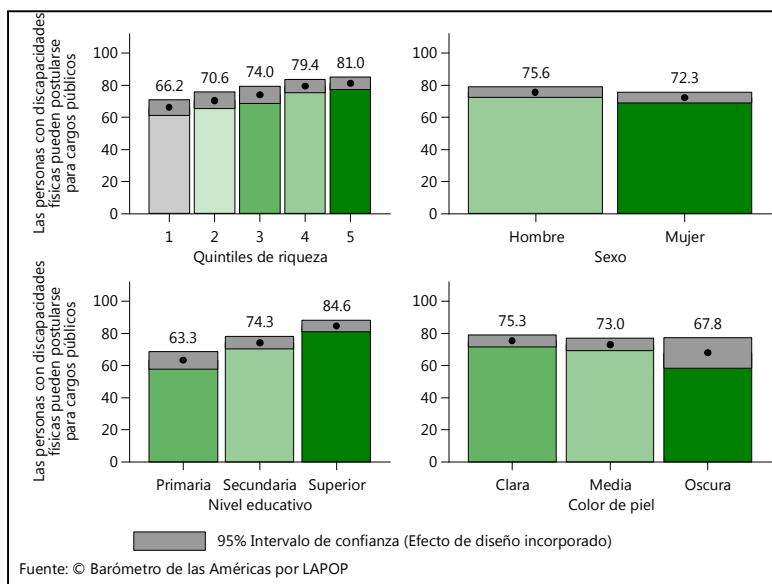 Las personas con discapacidades
físicas pueden postularse
para cargos públicos
100
80
60
40
20
0
66.2 70.6 74.0 79.4 81.0
1 2 3 4 5
Quintiles de riqueza
100
80
60
40
20
0
75.6 72.3
Hombre Mujer
Sexo
Las personas con discapacidades
físicas pueden postularse
para cargos públicos
100
80
60
40
20
0
63.3 74.3 84.6
Primaria Secundaria Superior
Nivel educativo
100
80
60
40
20
0
75.3 73.0 67.8
Clara Media Oscura
Color de piel
95% Intervalo de confianza (Efecto de diseño incorporado)
Fuente: © Barómetro de las Américas por LAPOP